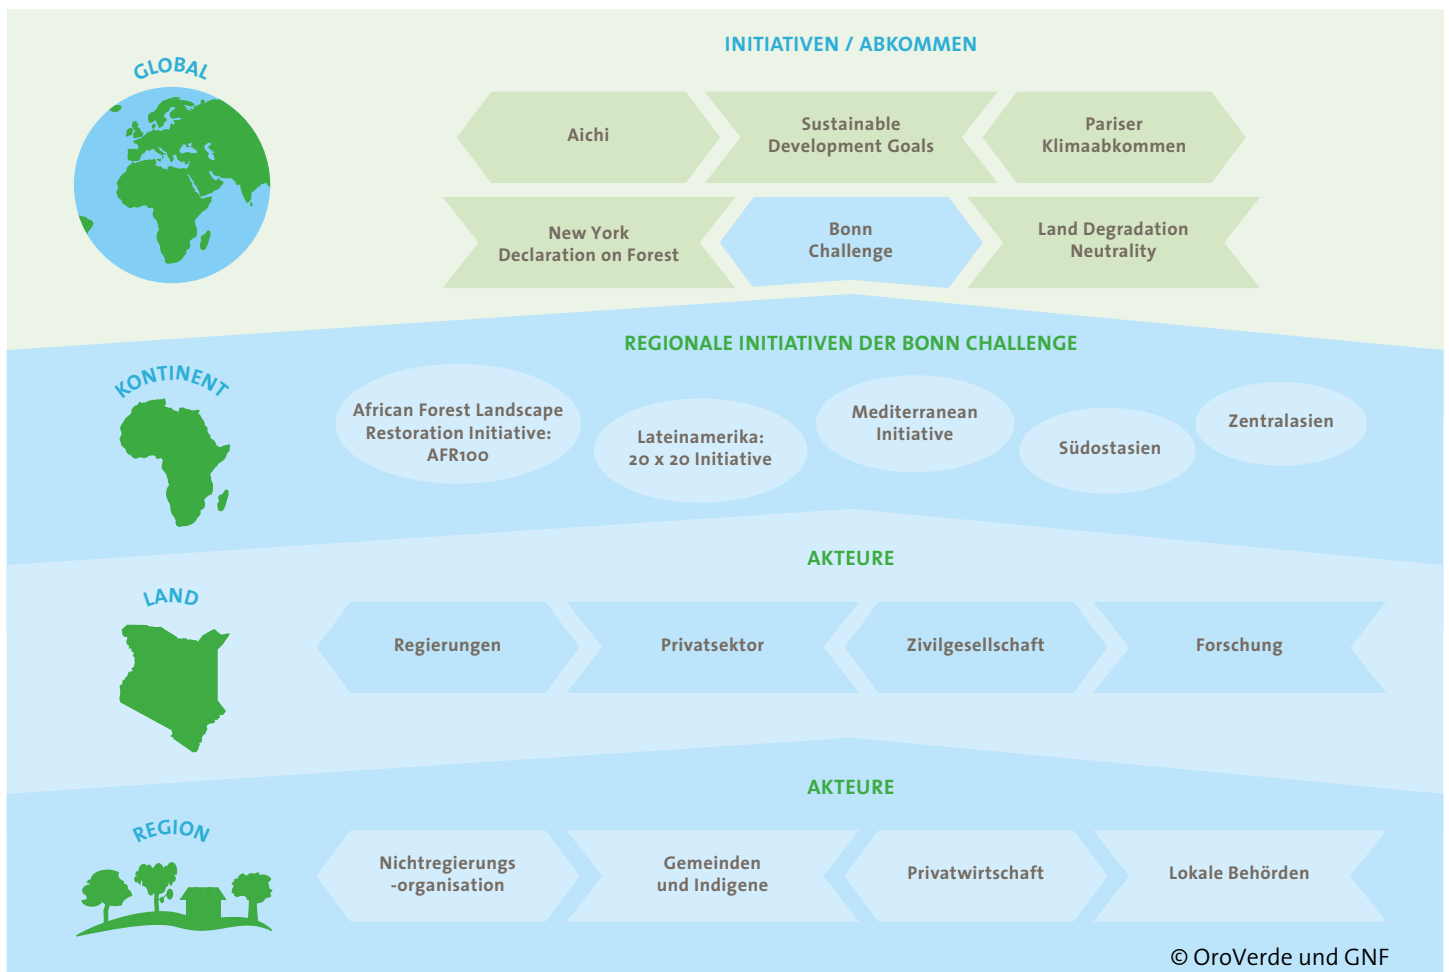 INITIATIVEN / ABKOMMEN
GLOBAL
Aichi
Sustainable
Development Goals
Pariser
Klimaabkommen
New York
Declaration on Forest
Bonn
Challenge
Land Degradation
Neutrality
REGIONALE INITIATIVEN DER BONN CHALLENGE
KONTINENT
African Forest Landscape
Restoration Initiative:
AFR100
Lateinamerika:
20 x 20 Initiative
Mediterranean
Initiative
Südostasien
Zentralasien
AKTEURE
LAND
Regierungen
Privatsektor
Zivilgesellschaft
Forschung
AKTEURE
REGION
Nichtregierungs
-organisation
Gemeinden
und Indigene
Privatwirtschaft
Lokale Behörden
© OroVerde und GNF